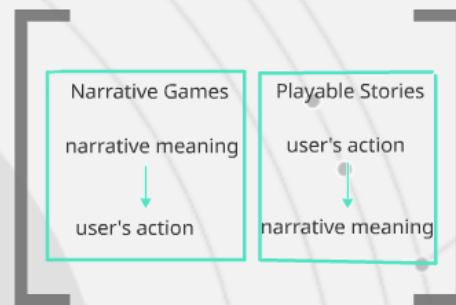 Narrative Games
narrative meaning
user's action
Playable Stories
user's action
narrative meaning